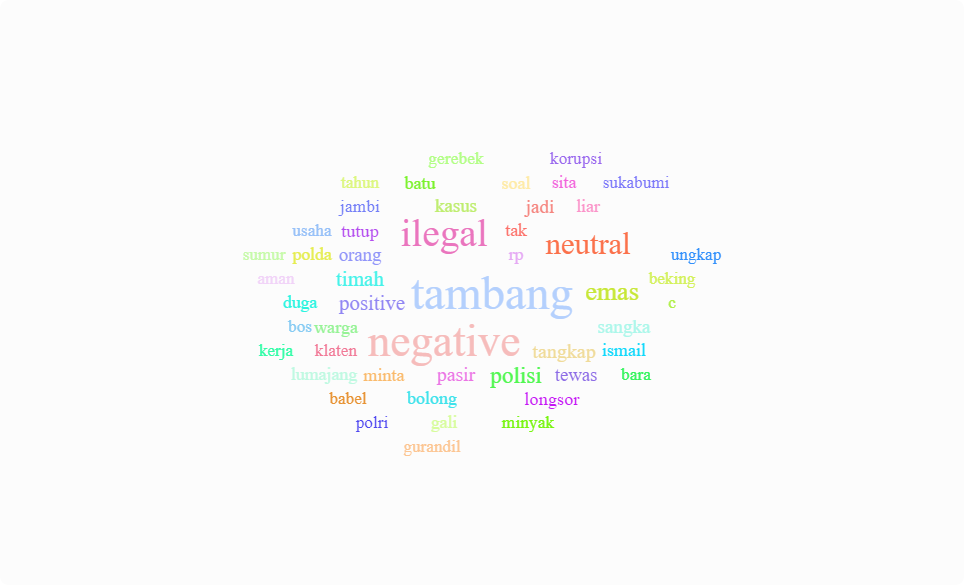 gerebek korupsi
tahun batu soal sita sukabumi
jambi kasus jadi liar
usaha tutup ilegal tak neutral
sumur polda orang rp ungkap
aman timah tambang emas beking
duga positive c
bos warga negative sangka
kerja klaten tangkap ismail
lumajang minta pasir polisi tewas bara
babel bolong longsor
polri gali minyak
gurandil